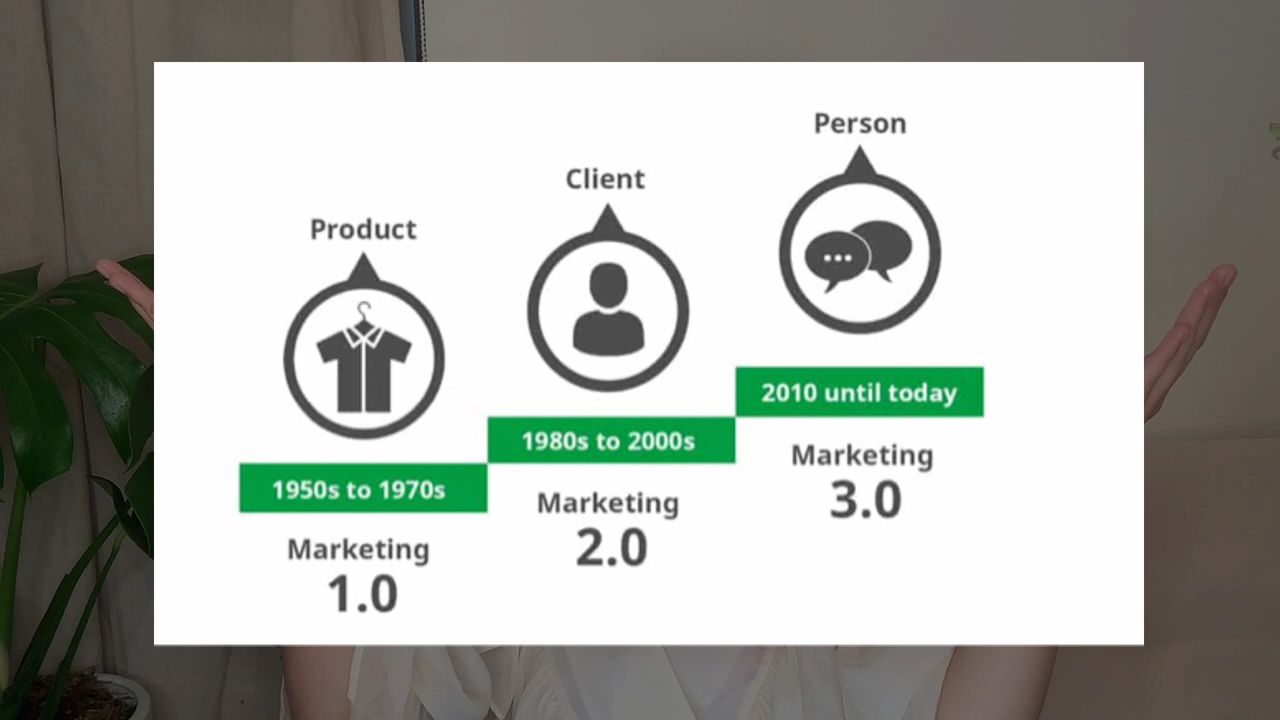 Product
1950s to 1970s
Marketing
1.0
Client
1980s to 2000s
Marketing
2.0
Person
2010 until today
Marketing
3.0